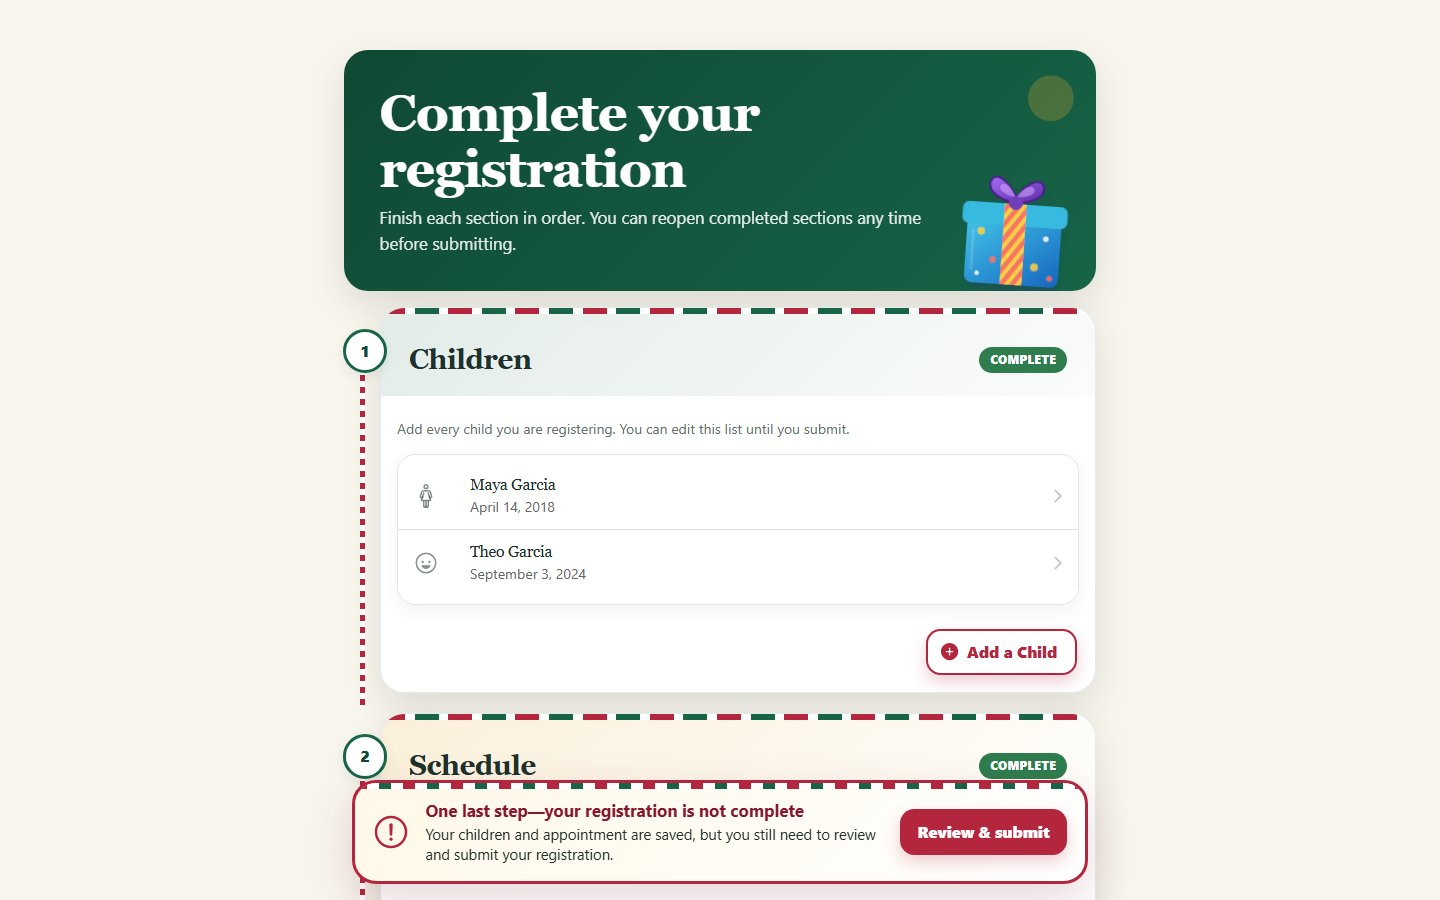 Complete your
registration
Finish each section in order. You can reopen completed sections any time
before submitting.
1
Children
COMPLETE
Add every child you are registering. You can edit this list until you submit.
Maya Garcia
April 14, 2018
Theo Garcia
September 3, 2024
Add a Child
2
Schedule
COMPLETE
One last step—your registration is not complete
Your children and appointment are saved, but you still need to review
and submit your registration.
Review & submit